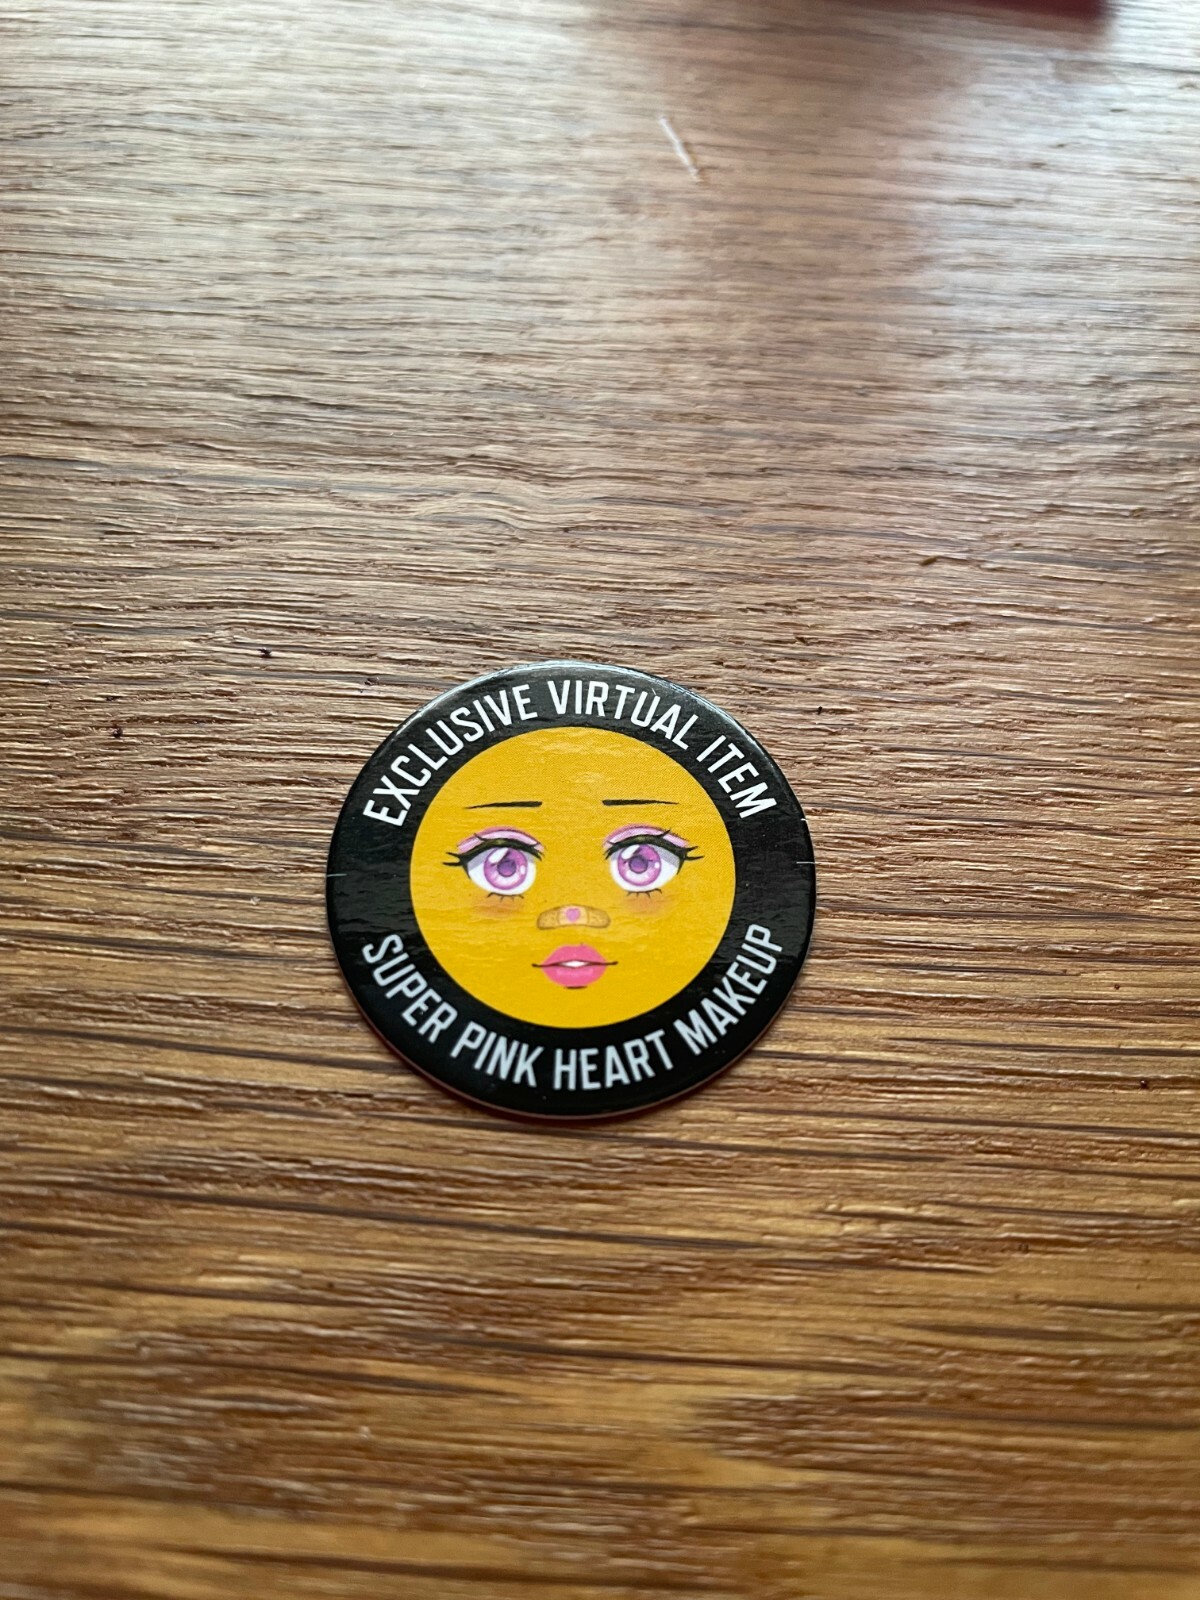 EXCLUSIVE VIRTUAL ITEM
SUPER PINK HEART MAKEUP